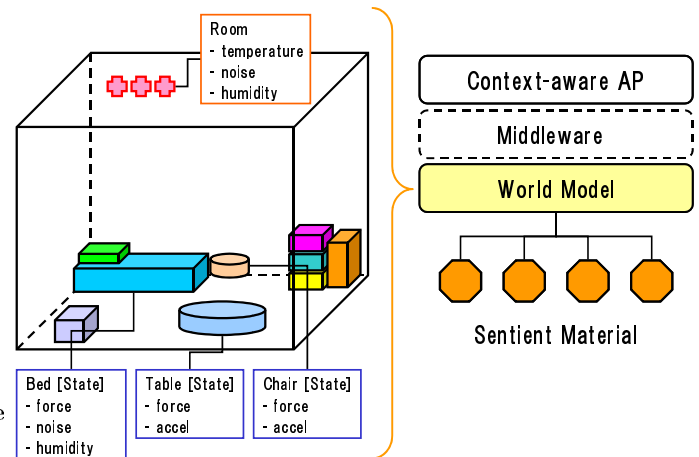 Room
- temperature
- noise
- humidity
Context-aware AP
Middleware
World Model
Sentient Material
Bed [State]
- force
- noise
- humidity
Table [State]
- force
- accel
Chair [State]
- force
- accel
e